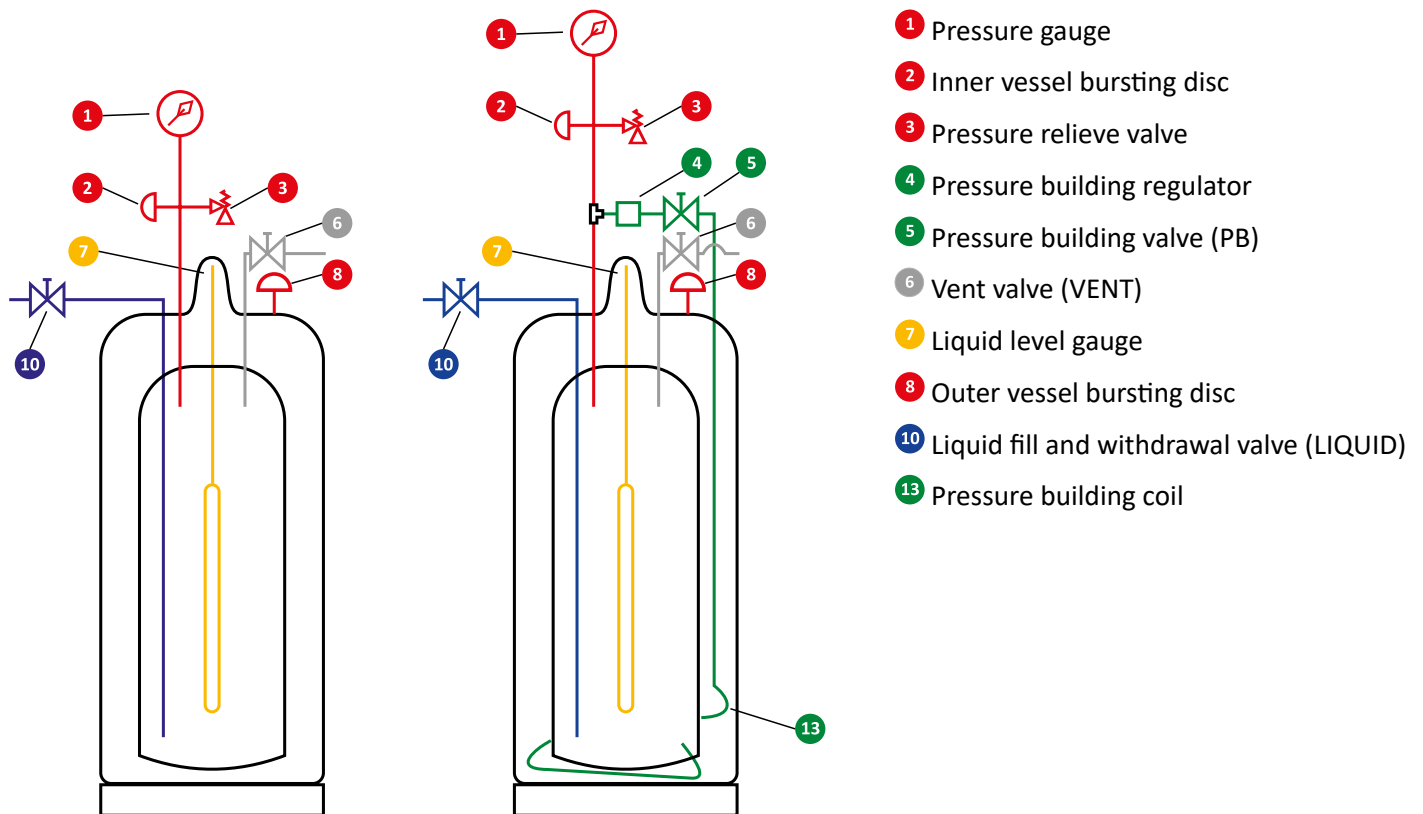 1
2
3
6
7
8
10
1
2
3
4
5
6
7
8
10
13
1 Pressure gauge
2 Inner vessel bursting disc
3 Pressure relieve valve
4 Pressure building regulator
5 Pressure building valve (PB)
6 Vent valve (VENT)
7 Liquid level gauge
8 Outer vessel bursting disc
10 Liquid fill and withdrawal valve (LIQUID)
13 Pressure building coil